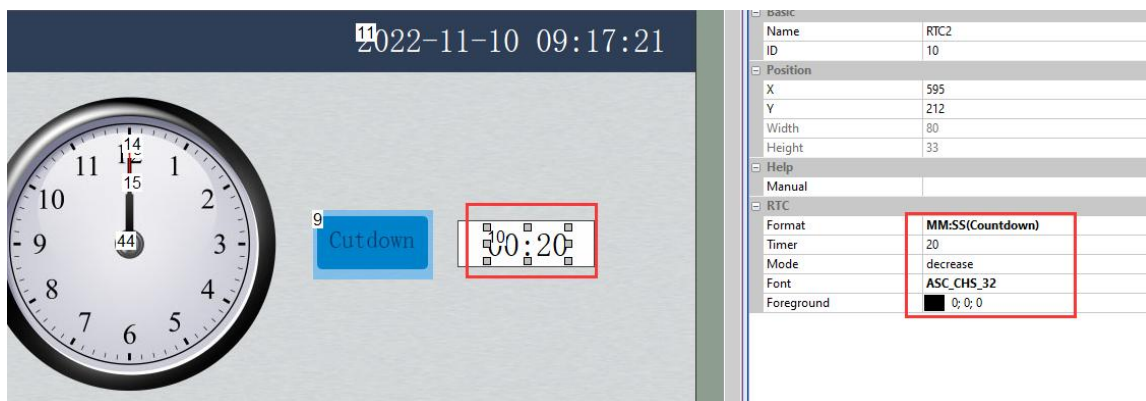 11
2022-11-10 09:17:21
14
12
11
1
15
10
2
44
9
3
8
4
7
5
6
9
Cutdown
10
00:20
Basic
Name RTC2
ID 10
Position
X 595
Y 212
Width 80
Height 33
Help
Manual
RTC
Format MM:SS(Countdown)
Timer 20
Mode decrease
Font ASC_CHS_32
Foreground 0; 0; 0